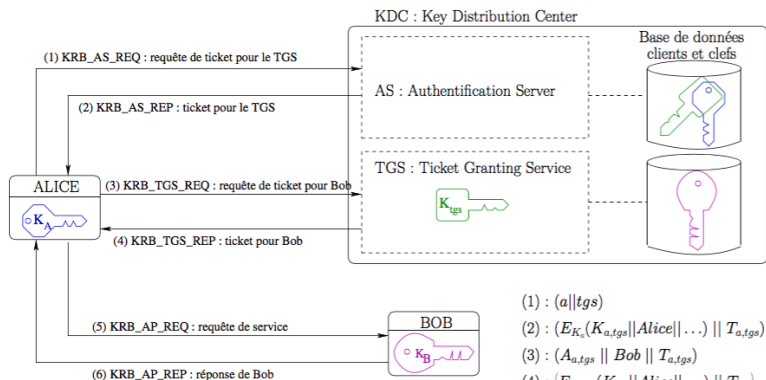 KDC : Key Distribution Center
Base de données
clients et clefs
(1) KRB_AS_REQ : requête de ticket pour le TGS
AS : Authentification Server
(2) KRB_AS_REP : ticket pour le TGS
TGS : Ticket Granting Service
ALICE
(3) KRB_TGS_REQ : requête de ticket pour Bob
K_A
K_tgs
(4) KRB_TGS_REP : ticket pour Bob
(1) : (a||tgs)
(5) KRB_AP_REQ : requête de service
BOB
(2) : (E_{K_a}(K_{a,tgs}||Alice||...) || T_{a,tgs})
K_B
(3) : (A_{a,tgs} || Bob || T_{a,tgs})
(6) KRB_AP_REP : réponse de Bob